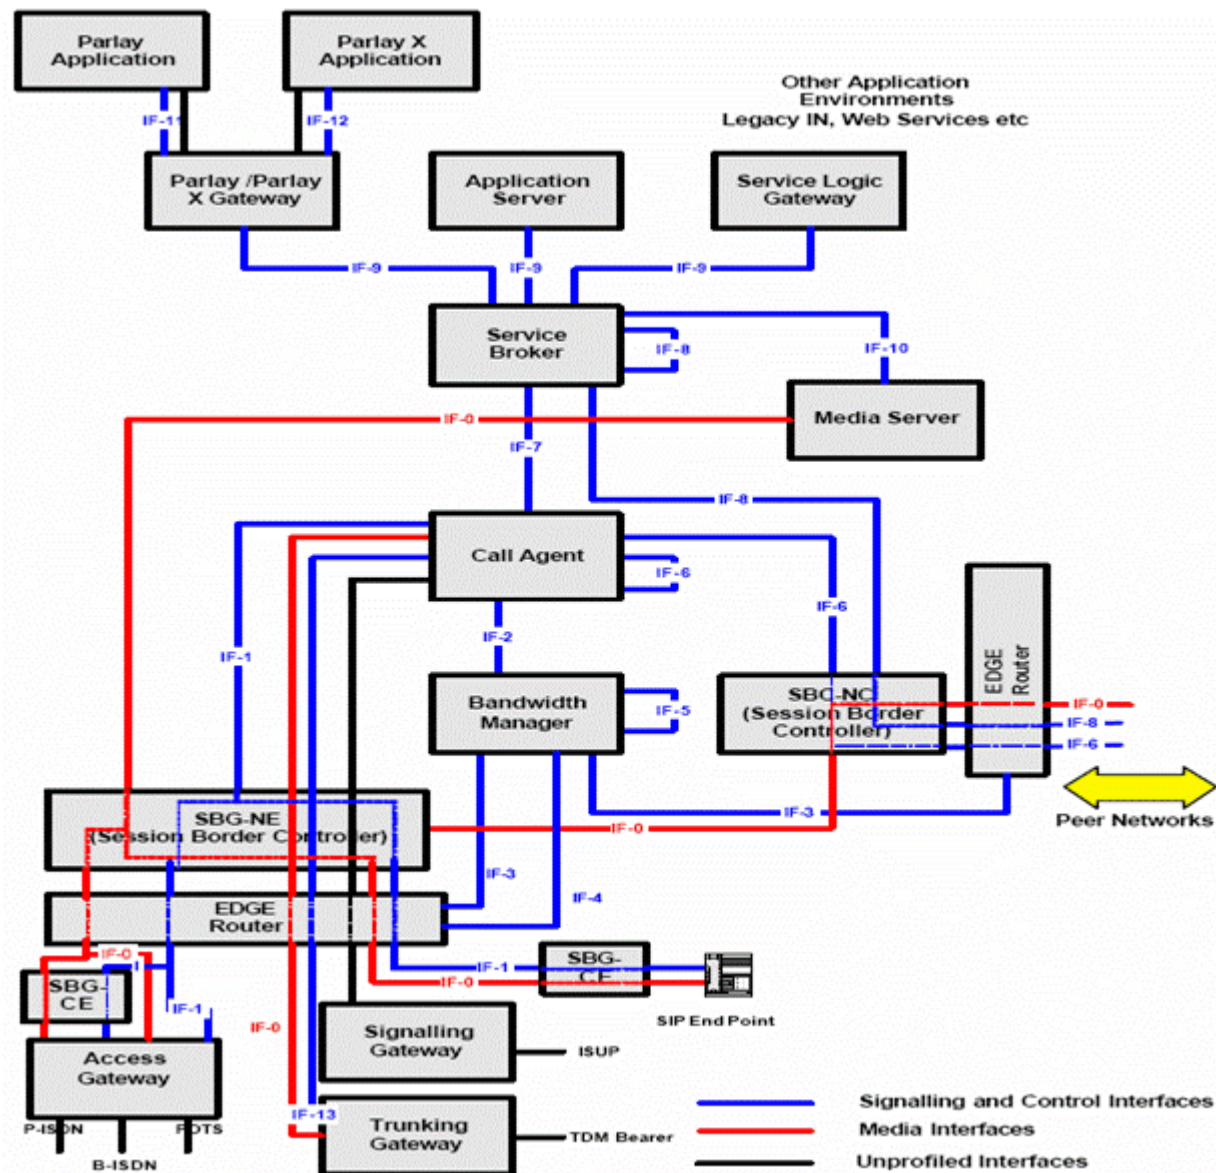 Parlay
Application
Parlay X
Application
Other Application
Environments
Legacy IN, Web Services etc
IF-11
IF-12
Parlay /Parlay
X Gateway
Application
Server
Service Logic
Gateway
IF-9
IF-9
IF-9
Service
Broker
IF-8
IF-10
Media Server
IF-0
IF-7
IF-8
Call Agent
IF-6
IF-6
IF-1
IF-2
EDGE
Router
Bandwidth
Manager
IF-5
SBC-NC
(Session Border
Controller)
IF-0
IF-8
IF-6
IF-3
Peer Networks
SBG-NE
(Session Border Controller)
IF-0
IF-3
IF-4
EDGE
Router
IF-0
SBG-
CE
IF-1
IF-1
IF-0
SBG-
CE
SIP End Point
IF-0
Signalling
Gateway
ISUP
Access
Gateway
P-ISDN
POTS
B-ISDN
IF-13
Trunking
Gateway
TDM Bearer
Signalling and Control Interfaces
Media Interfaces
Unprofiled Interfaces